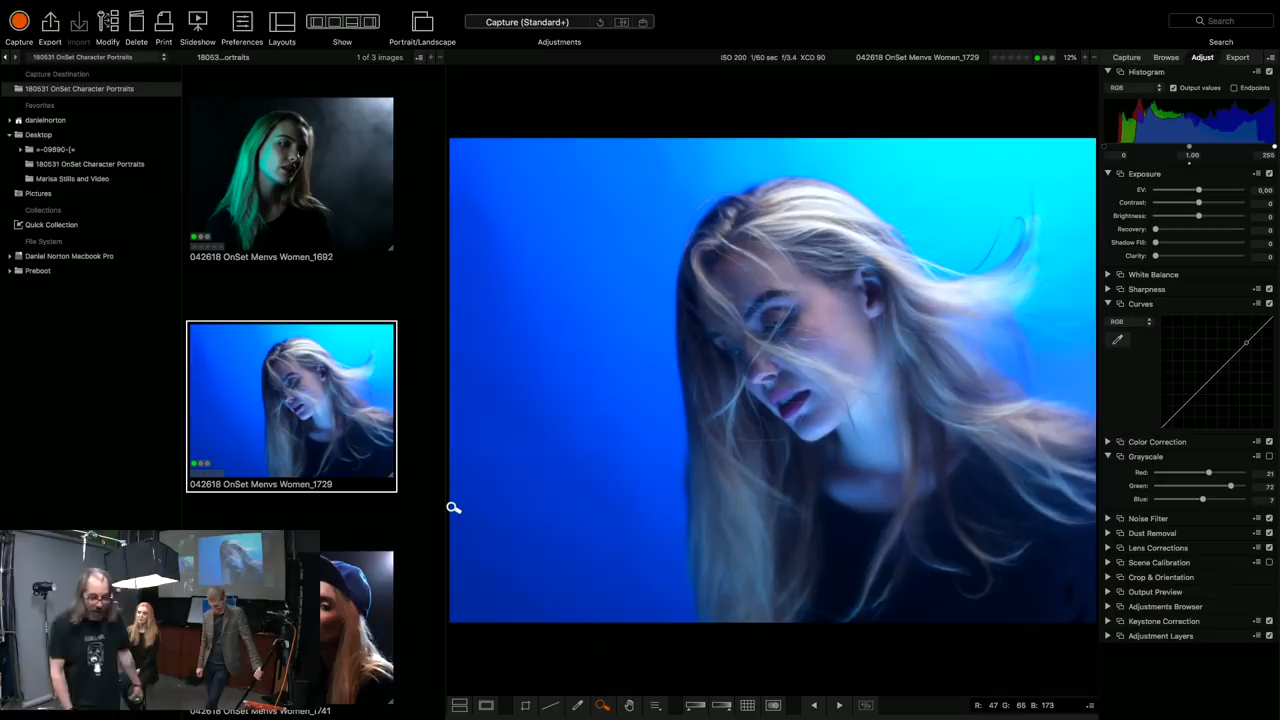 Capture
Export
Import
Modify
Delete
Print
Slideshow
Preferences
Layouts
Show
Portrait/Landscape
Capture (Standard+)
Adjustments
Search
Search
180531 OnSet Character Portraits
18053...ortraits
1 of 3 images
ISO 200 1/60 sec f/3.4 XCD 90
042618 OnSet Menvs Women_1729
12%
Capture
Browse
Adjust
Export
Capture Destination
180531 OnSet Character Portraits
Favorites
danielnorton
Desktop
180531 OnSet Character Portraits
Marisa Stills and Video
Pictures
Collections
Quick Collection
File System
Daniel Norton Macbook Pro
Preboot
042618 OnSet Menvs Women_1692
042618 OnSet Menvs Women_1729
042618 OnSet Menvs Women_1741
Histogram
RGB
Output values
Endpoints
0
1.00
255
Exposure
EV: 0,00
Contrast: 0
Brightness: 0
Recovery: 0
Shadow Fill: 0
Clarity: 0
White Balance
Sharpness
Curves
RGB
Color Correction
Grayscale
Red: 21
Green: 72
Blue: 7
Noise Filter
Dust Removal
Lens Corrections
Scene Calibration
Crop & Orientation
Output Preview
Adjustments Browser
Keystone Correction
Adjustment Layers
R: 47 G: 65 B: 173